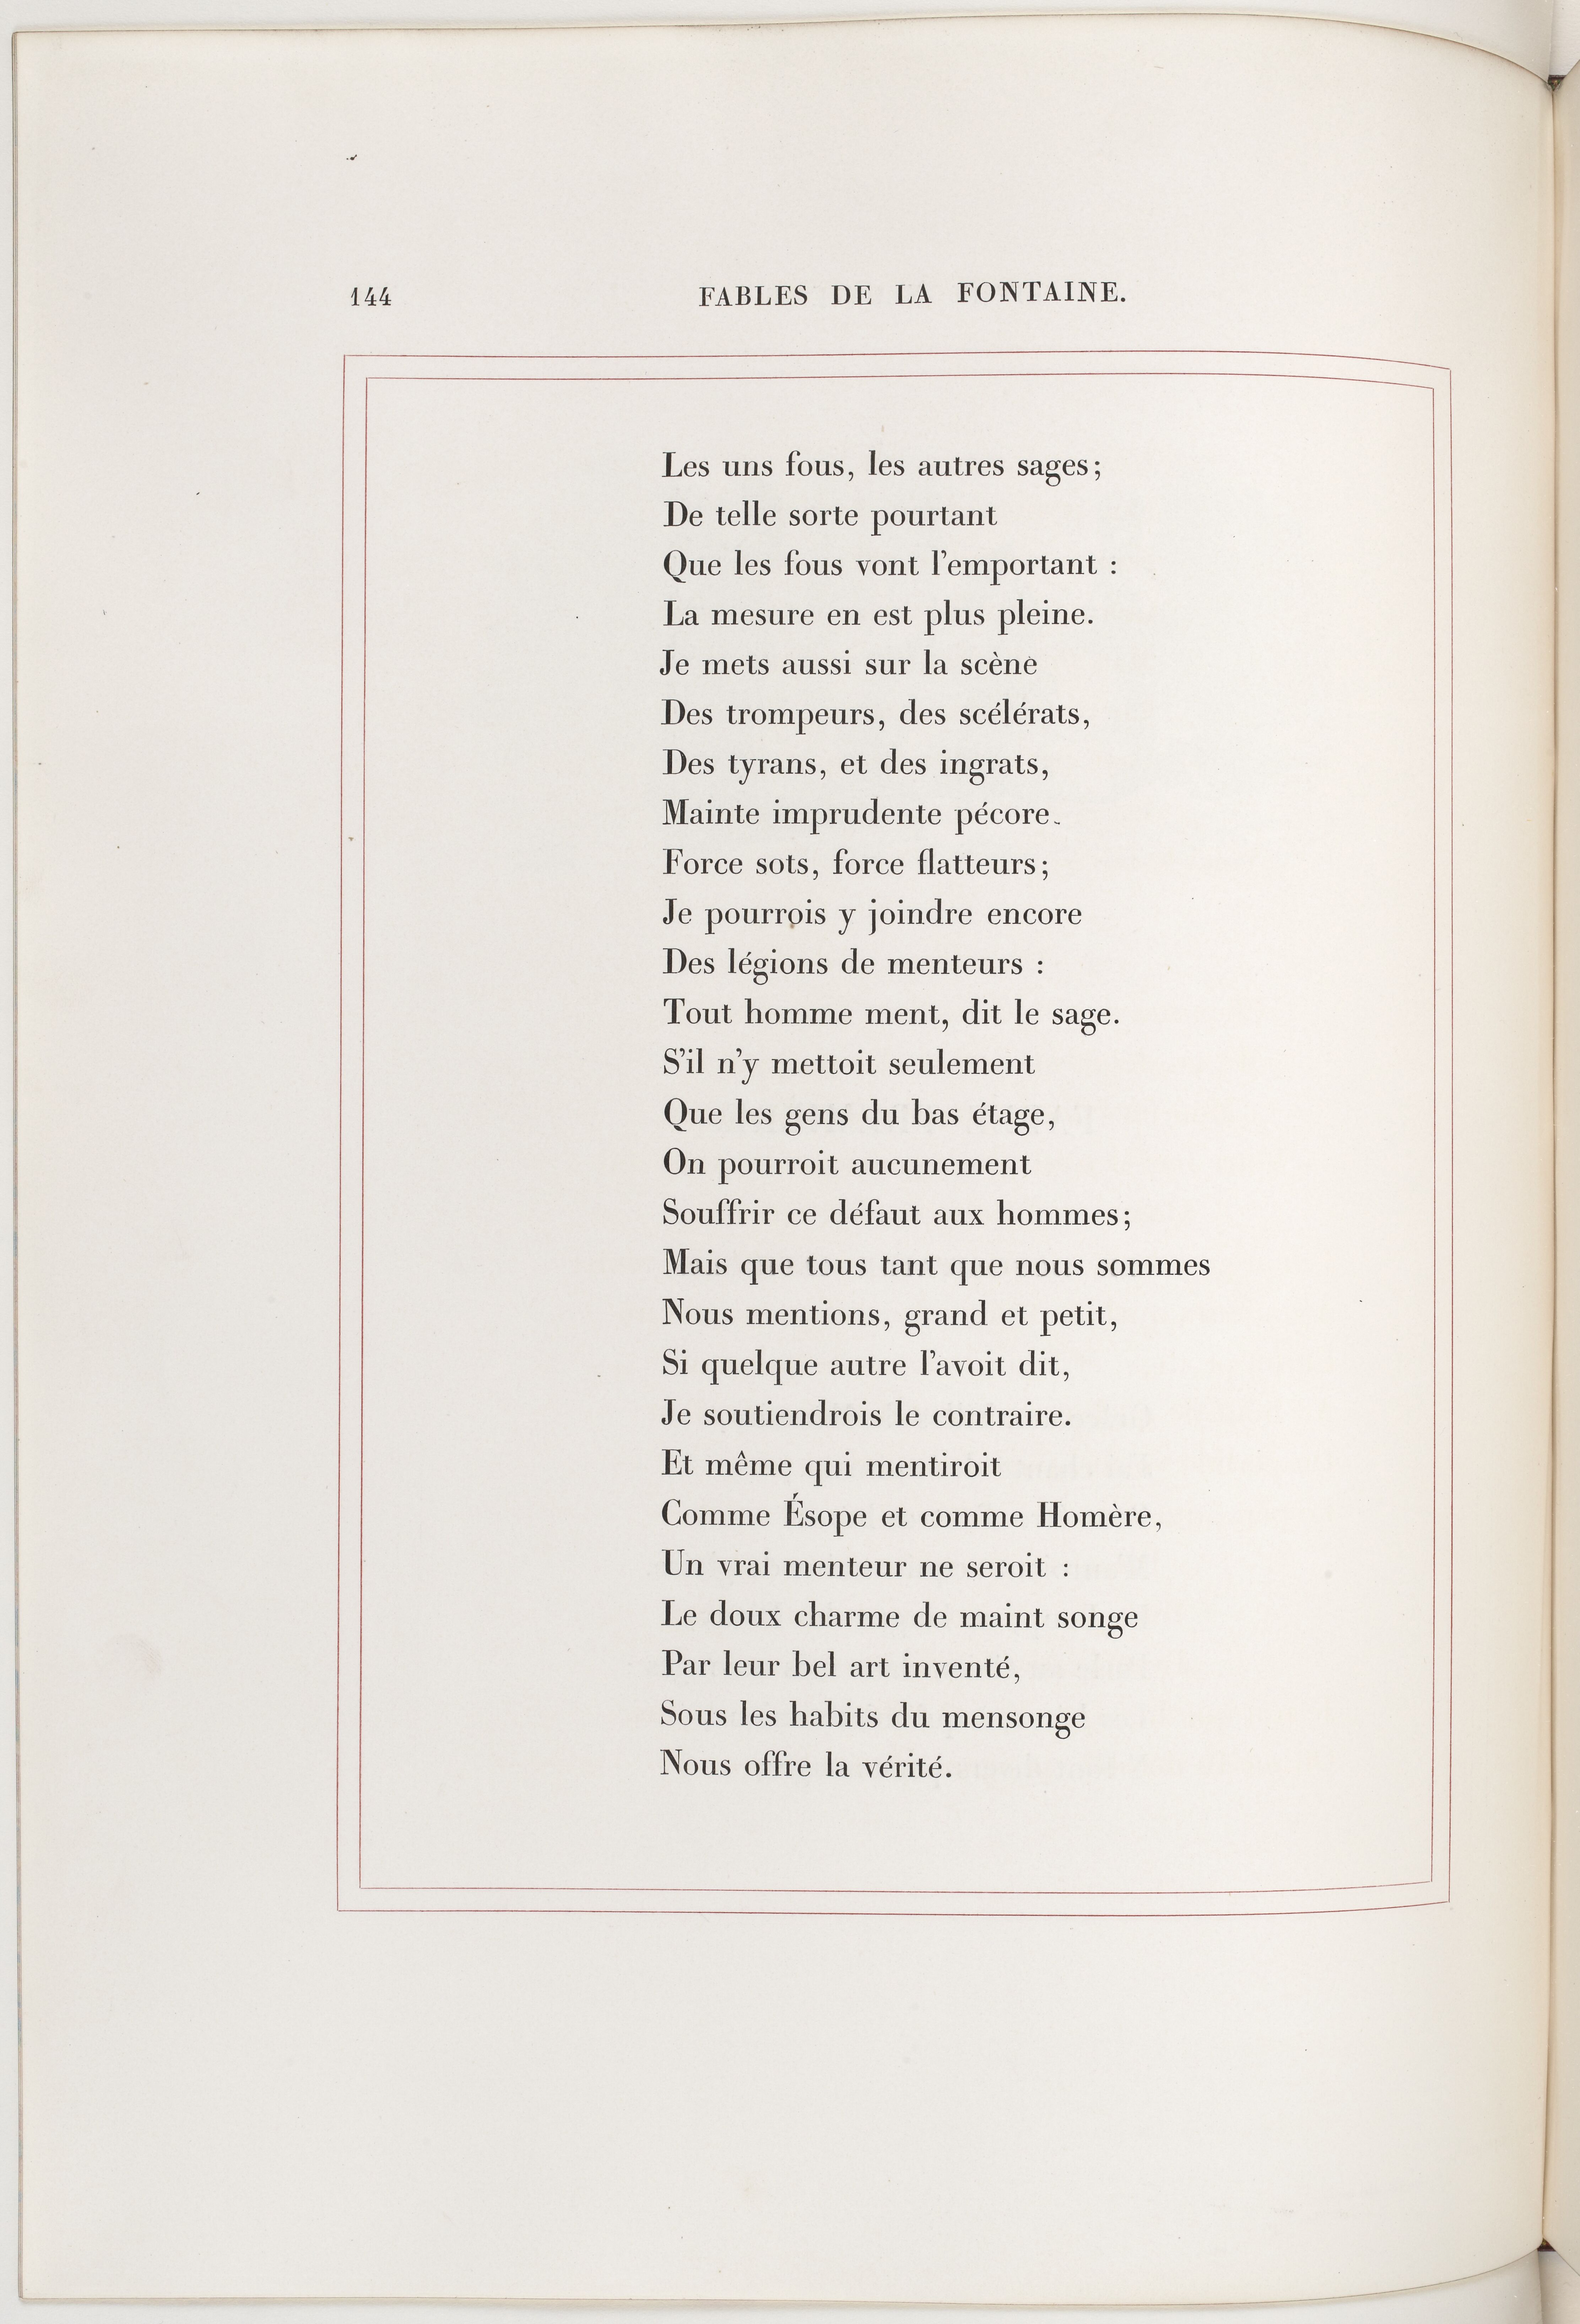 144 FABLES DE LA FONTAINE.
Les uns fous, les autres sages;
De telle sorte pourtant
Que les fous vont l'emportant :
La mesure en est plus pleine.
Je mets aussi sur la scène
Des trompeurs, des scélérats,
Des tyrans, et des ingrats,
Mainte imprudente pécore.
Force sots, force flatteurs;
Je pourrois y joindre encore
Des légions de menteurs :
Tout homme ment, dit le sage.
S'il n'y mettoit seulement
Que les gens du bas étage,
On pourroit aucunement
Souffrir ce défaut aux hommes;
Mais que tous tant que nous sommes
Nous mentions, grand et petit,
Si quelque autre l'avoit dit,
Je soutiendrois le contraire.
Et même qui mentiroit
Comme Ésope et comme Homère,
Un vrai menteur ne seroit :
Le doux charme de maint songe
Par leur bel art inventé,
Sous les habits du mensonge
Nous offre la vérité.